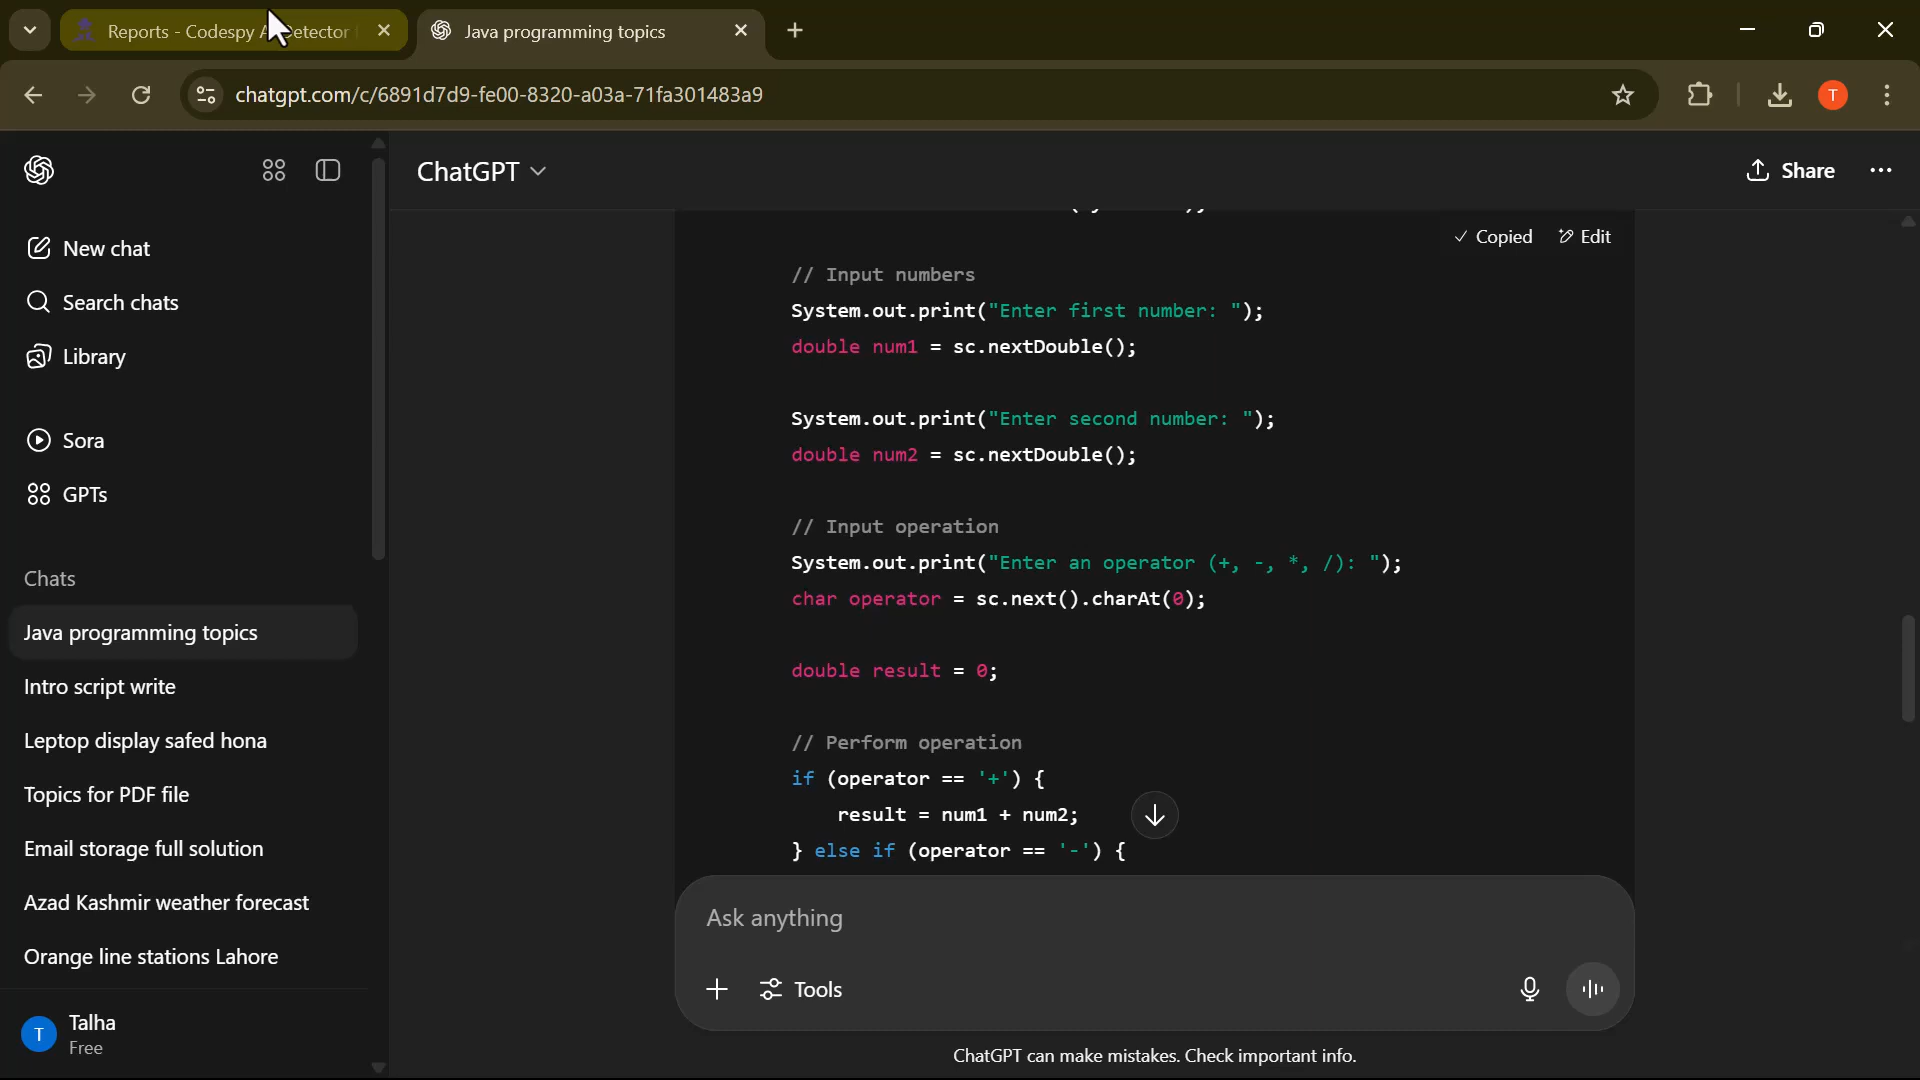 Reports - Codespy Detector
Java programming topics
chatgpt.com/c/6891d7d9-fe00-8320-a03a-71fa301483a9
T
ChatGPT
Share
New chat
Search chats
Library
Sora
GPTs
Chats
Java programming topics
Intro script write
Leptop display safed hona
Topics for PDF file
Email storage full solution
Azad Kashmir weather forecast
Orange line stations Lahore
T
Talha
Free
Copied
Edit
// Input numbers
System.out.print("Enter first number: ");
double num1 = sc.nextDouble();
System.out.print("Enter second number: ");
double num2 = sc.nextDouble();
// Input operation
System.out.print("Enter an operator (+, -, *, /): ");
char operator = sc.next().charAt(0);
double result = 0;
// Perform operation
if (operator == '+') {
result = num1 + num2;
} else if (operator == '-') {
Ask anything
Tools
ChatGPT can make mistakes. Check important info.